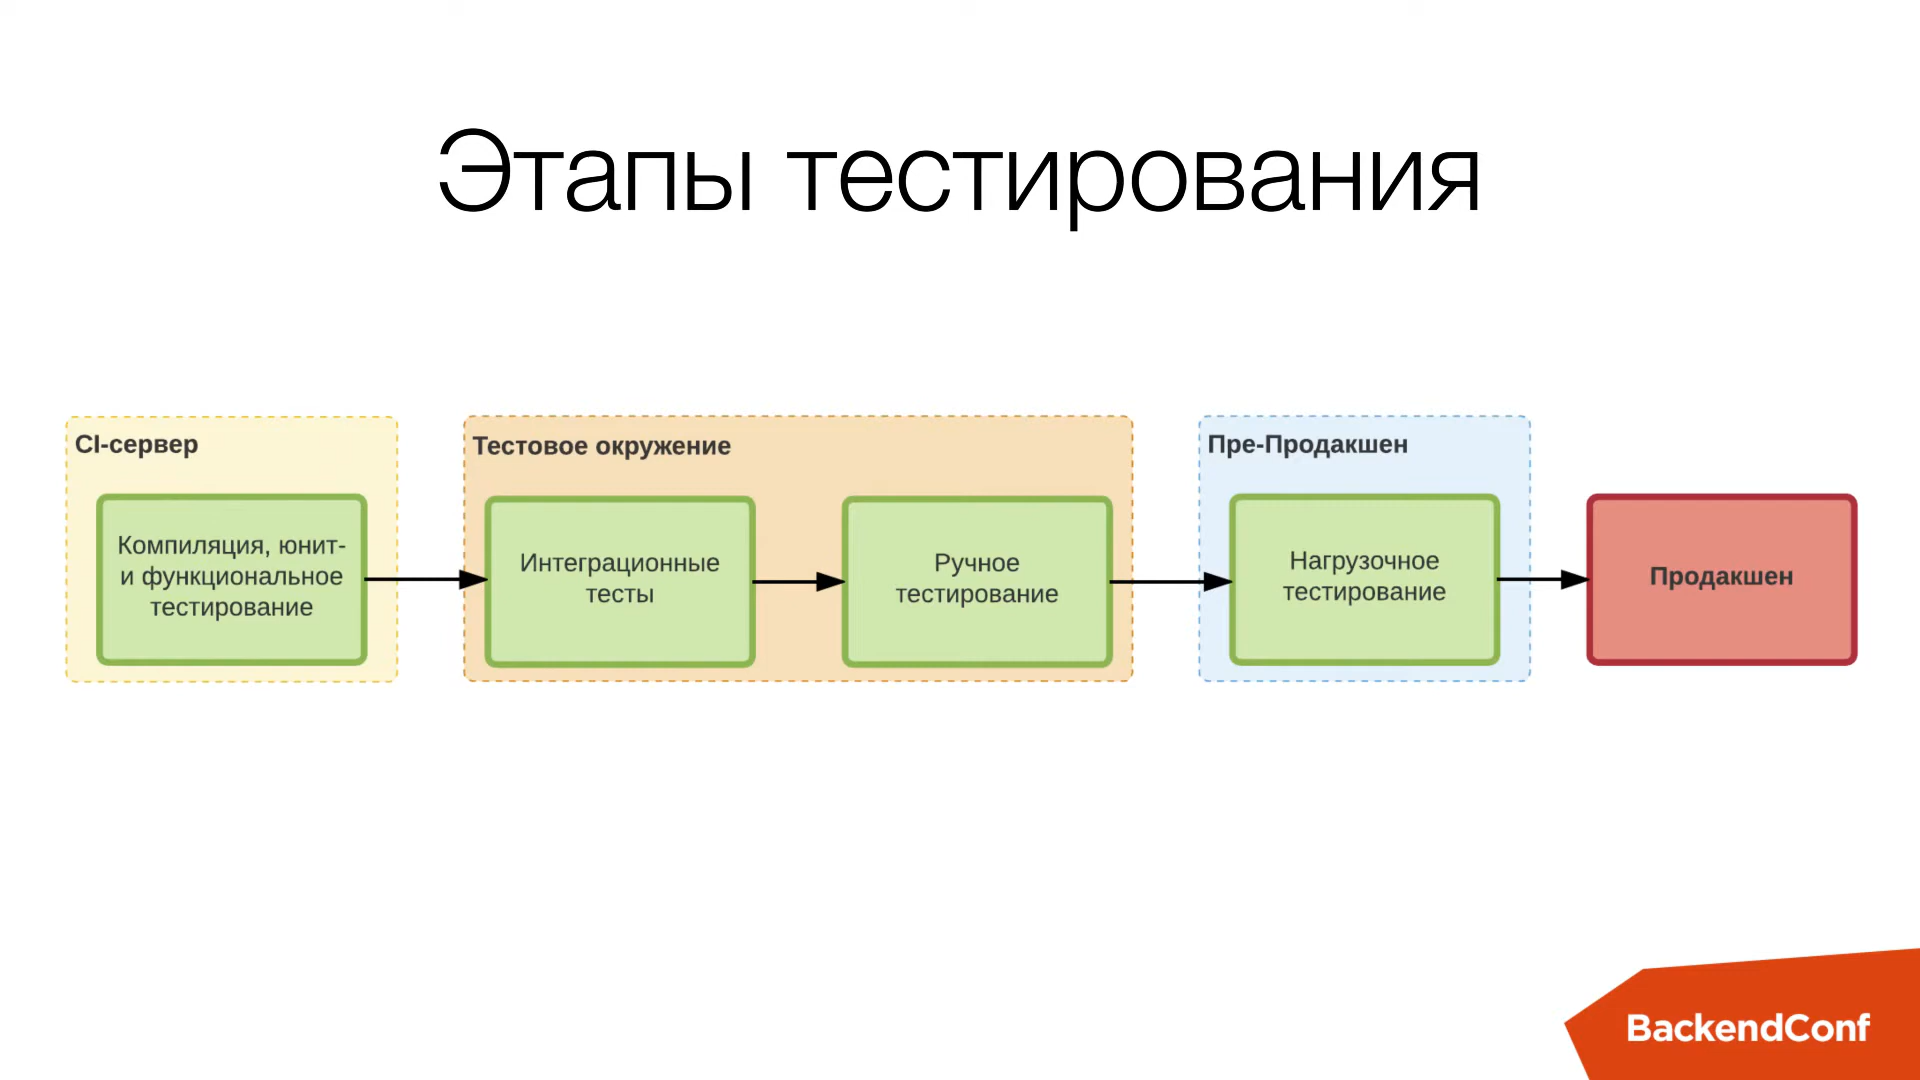 Этапы тестирования
CI-сервер
Компиляция, юнит-
и функциональное
тестирование
Тестовое окружение
Интеграционные
тесты
Ручное
тестирование
Пре-Продакшен
Нагрузочное
тестирование
Продакшен
BackendConf